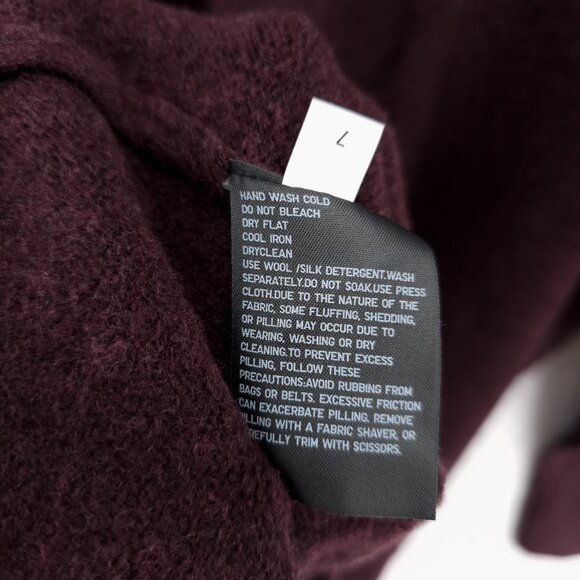 L
HAND WASH COLD
DO NOT BLEACH
DRY FLAT
COOL IRON
DRYCLEAN
USE WOOL /SILK DETERGENT.WASH
SEPARATELY.DO NOT SOAK.USE PRESS
CLOTH.DUE TO THE NATURE OF THE
FABRIC, SOME FLUFFING, SHEDDING,
OR PILLING MAY OCCUR DUE TO
WEARING, WASHING OR DRY
CLEANING.TO PREVENT EXCESS
PILLING, FOLLOW THESE
PRECAUTIONS:AVOID RUBBING FROM
BAGS OR BELTS. EXCESSIVE FRICTION
CAN EXACERBATE PILLING. REMOVE
PILLING WITH A FABRIC SHAVER, OR
REFULLY TRIM WITH SCISSORS.